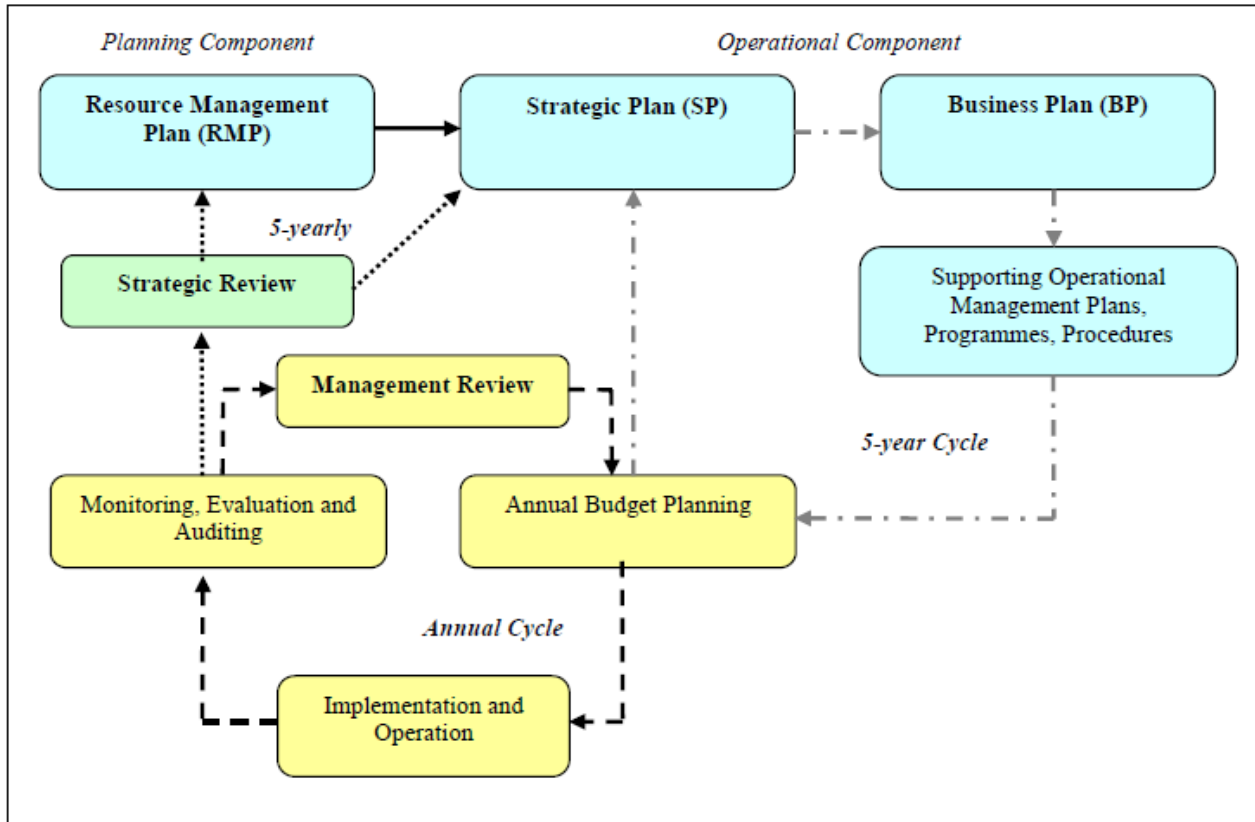 Planning Component
Operational Component
Resource Management
Plan (RMP)
Strategic Plan (SP)
Business Plan (BP)
5-yearly
Strategic Review
Supporting Operational
Management Plans,
Programmes, Procedures
Management Review
5-year Cycle
Monitoring, Evaluation and
Auditing
Annual Budget Planning
Annual Cycle
Implementation and
Operation